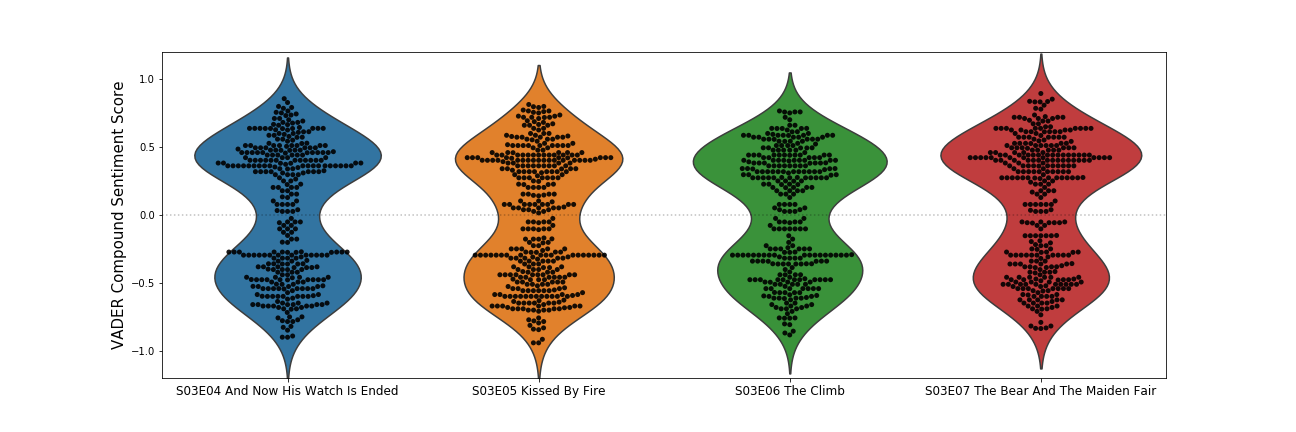 VADER Compound Sentiment Score
1.0
0.5
0.0
−0.5
−1.0
S03E04 And Now His Watch Is Ended
S03E05 Kissed By Fire
S03E06 The Climb
S03E07 The Bear And The Maiden Fair